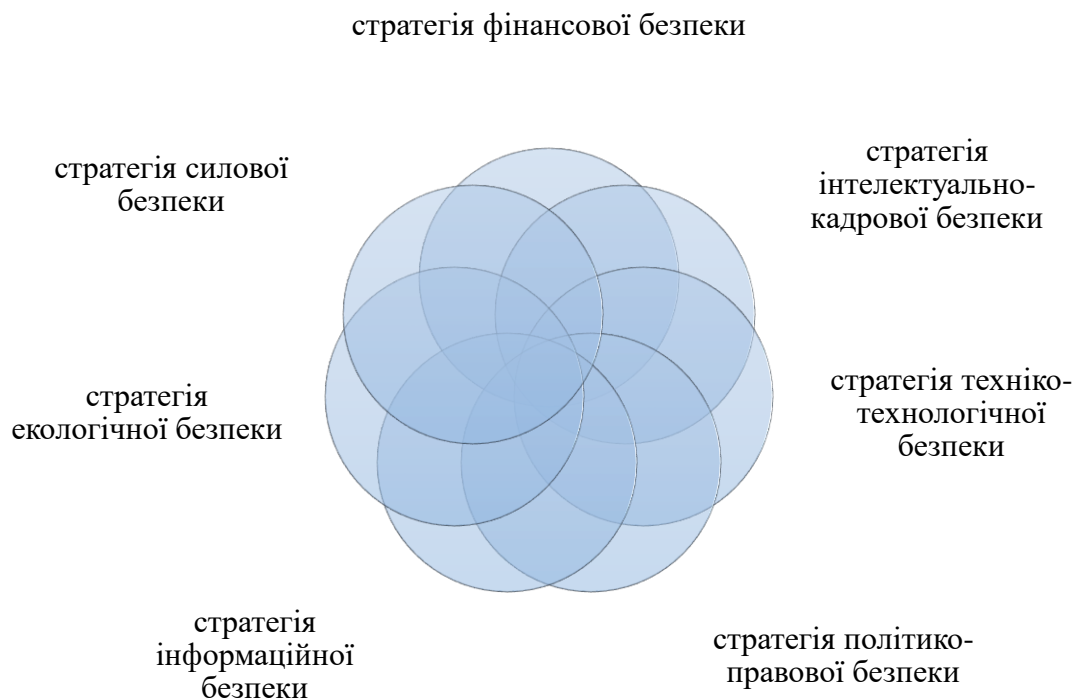 стратегія фінансової безпеки
стратегія
інтелектуально-
кадрової безпеки
стратегія техніко-
технологічної
безпеки
стратегія політико-
правової безпеки
стратегія
інформаційної
безпеки
стратегія
екологічної безпеки
стратегія силової
безпеки